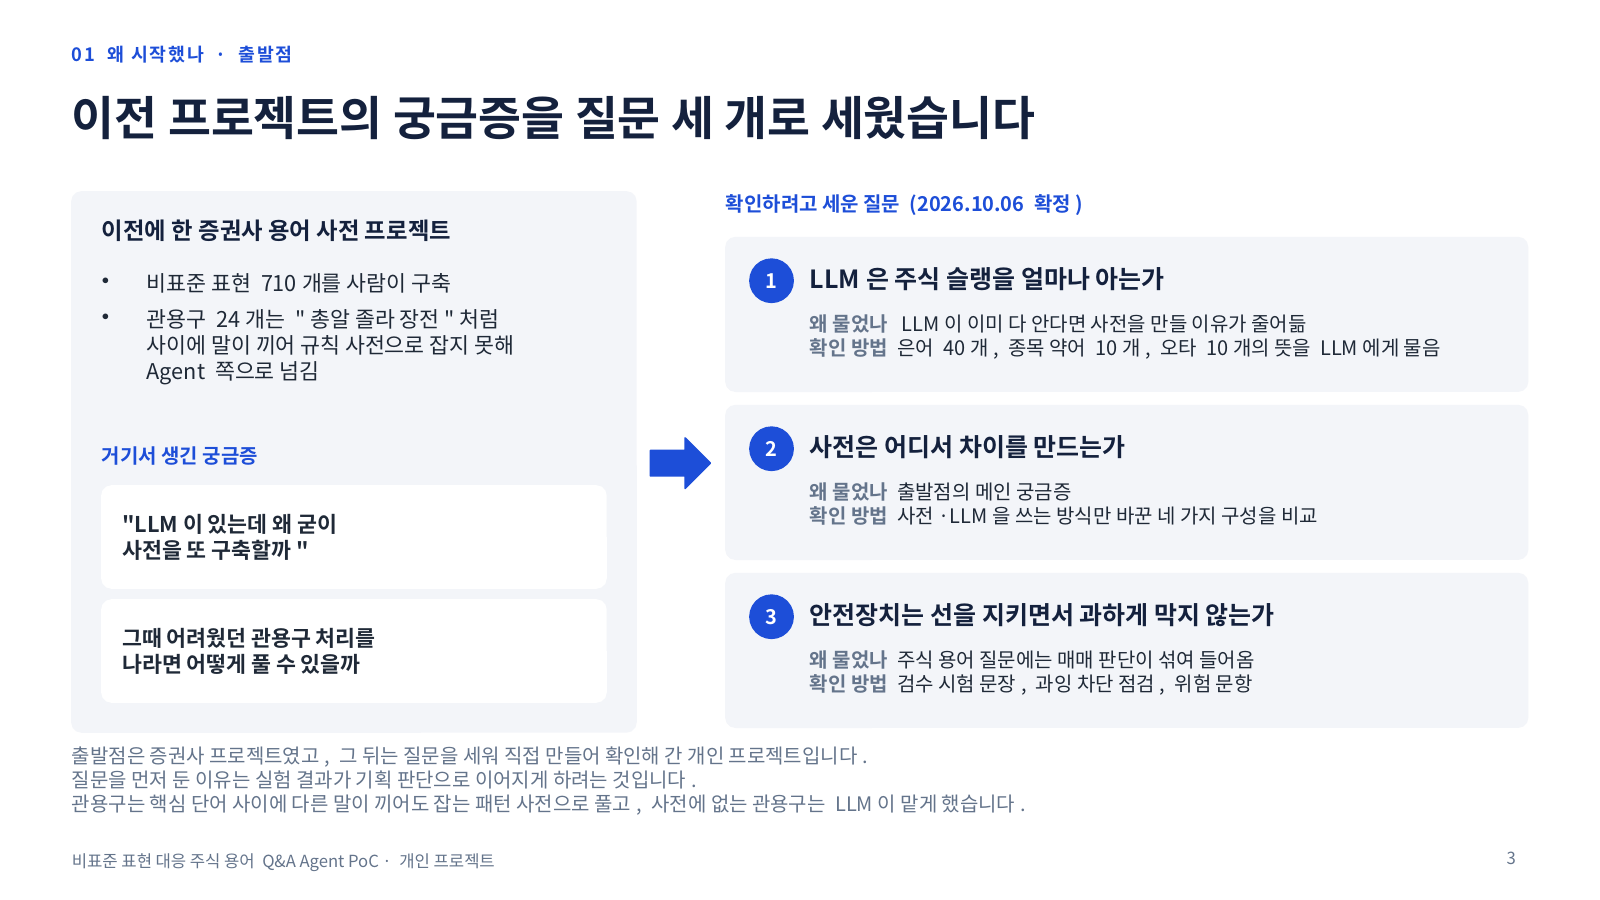 01 왜 시작했나 · 출발점
이전 프로젝트의 궁금증을 질문 세 개로 세웠습니다
이전에 한 증권사 용어 사전 프로젝트
• 비표준 표현 710 개를 사람이 구축
• 관용구 24 개는 " 총알 졸라 장전 " 처럼
사이에 말이 끼어 규칙 사전으로 잡지 못해
Agent 쪽으로 넘김
거기서 생긴 궁금증
"LLM 이 있는데 왜 굳이
사전을 또 구축할까 "
그때 어려웠던 관용구 처리를
나라면 어떻게 풀 수 있을까
확인하려고 세운 질문 (2026.10.06 확정 )
1 LLM 은 주식 슬랭을 얼마나 아는가
왜 물었나 LLM 이 이미 다 안다면 사전을 만들 이유가 줄어듦
확인 방법 은어 40 개 , 종목 약어 10 개 , 오타 10 개의 뜻을 LLM 에게 물음
2 사전은 어디서 차이를 만드는가
왜 물었나 출발점의 메인 궁금증
확인 방법 사전 ·LLM 을 쓰는 방식만 바꾼 네 가지 구성을 비교
3 안전장치는 선을 지키면서 과하게 막지 않는가
왜 물었나 주식 용어 질문에는 매매 판단이 섞여 들어옴
확인 방법 검수 시험 문장 , 과잉 차단 점검 , 위험 문항
출발점은 증권사 프로젝트였고 , 그 뒤는 질문을 세워 직접 만들어 확인해 간 개인 프로젝트입니다 .
질문을 먼저 둔 이유는 실험 결과가 기획 판단으로 이어지게 하려는 것입니다 .
관용구는 핵심 단어 사이에 다른 말이 끼어도 잡는 패턴 사전으로 풀고 , 사전에 없는 관용구는 LLM 이 맡게 했습니다 .
비표준 표현 대응 주식 용어 Q&A Agent PoC · 개인 프로젝트
3